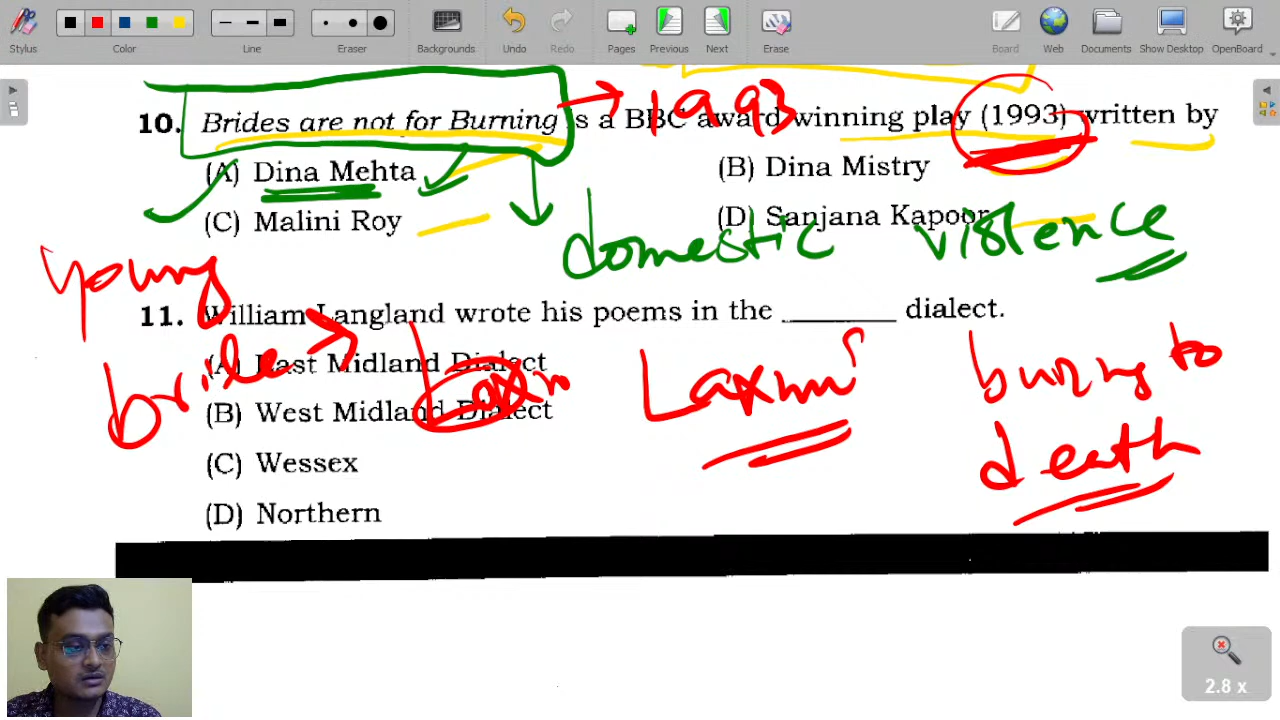 Stylus
Color
Line
Eraser
Backgrounds
Undo
Redo
Pages
Previous
Next
Erase
Board
Web
Documents
Show Desktop
OpenBoard
1993
10. Brides are not for Burning is a BBC award winning play (1993) written by
(A) Dina Mehta
(B) Dina Mistry
(C) Malini Roy
(D) Sanjana Kapoor
domestic violence
young
bride
11. William Langland wrote his poems in the ________ dialect.
(A) East Midland Dialect
(B) West Midland Dialect
(C) Wessex
(D) Northern
Laxm
Laxmi
to
death
2.8 x